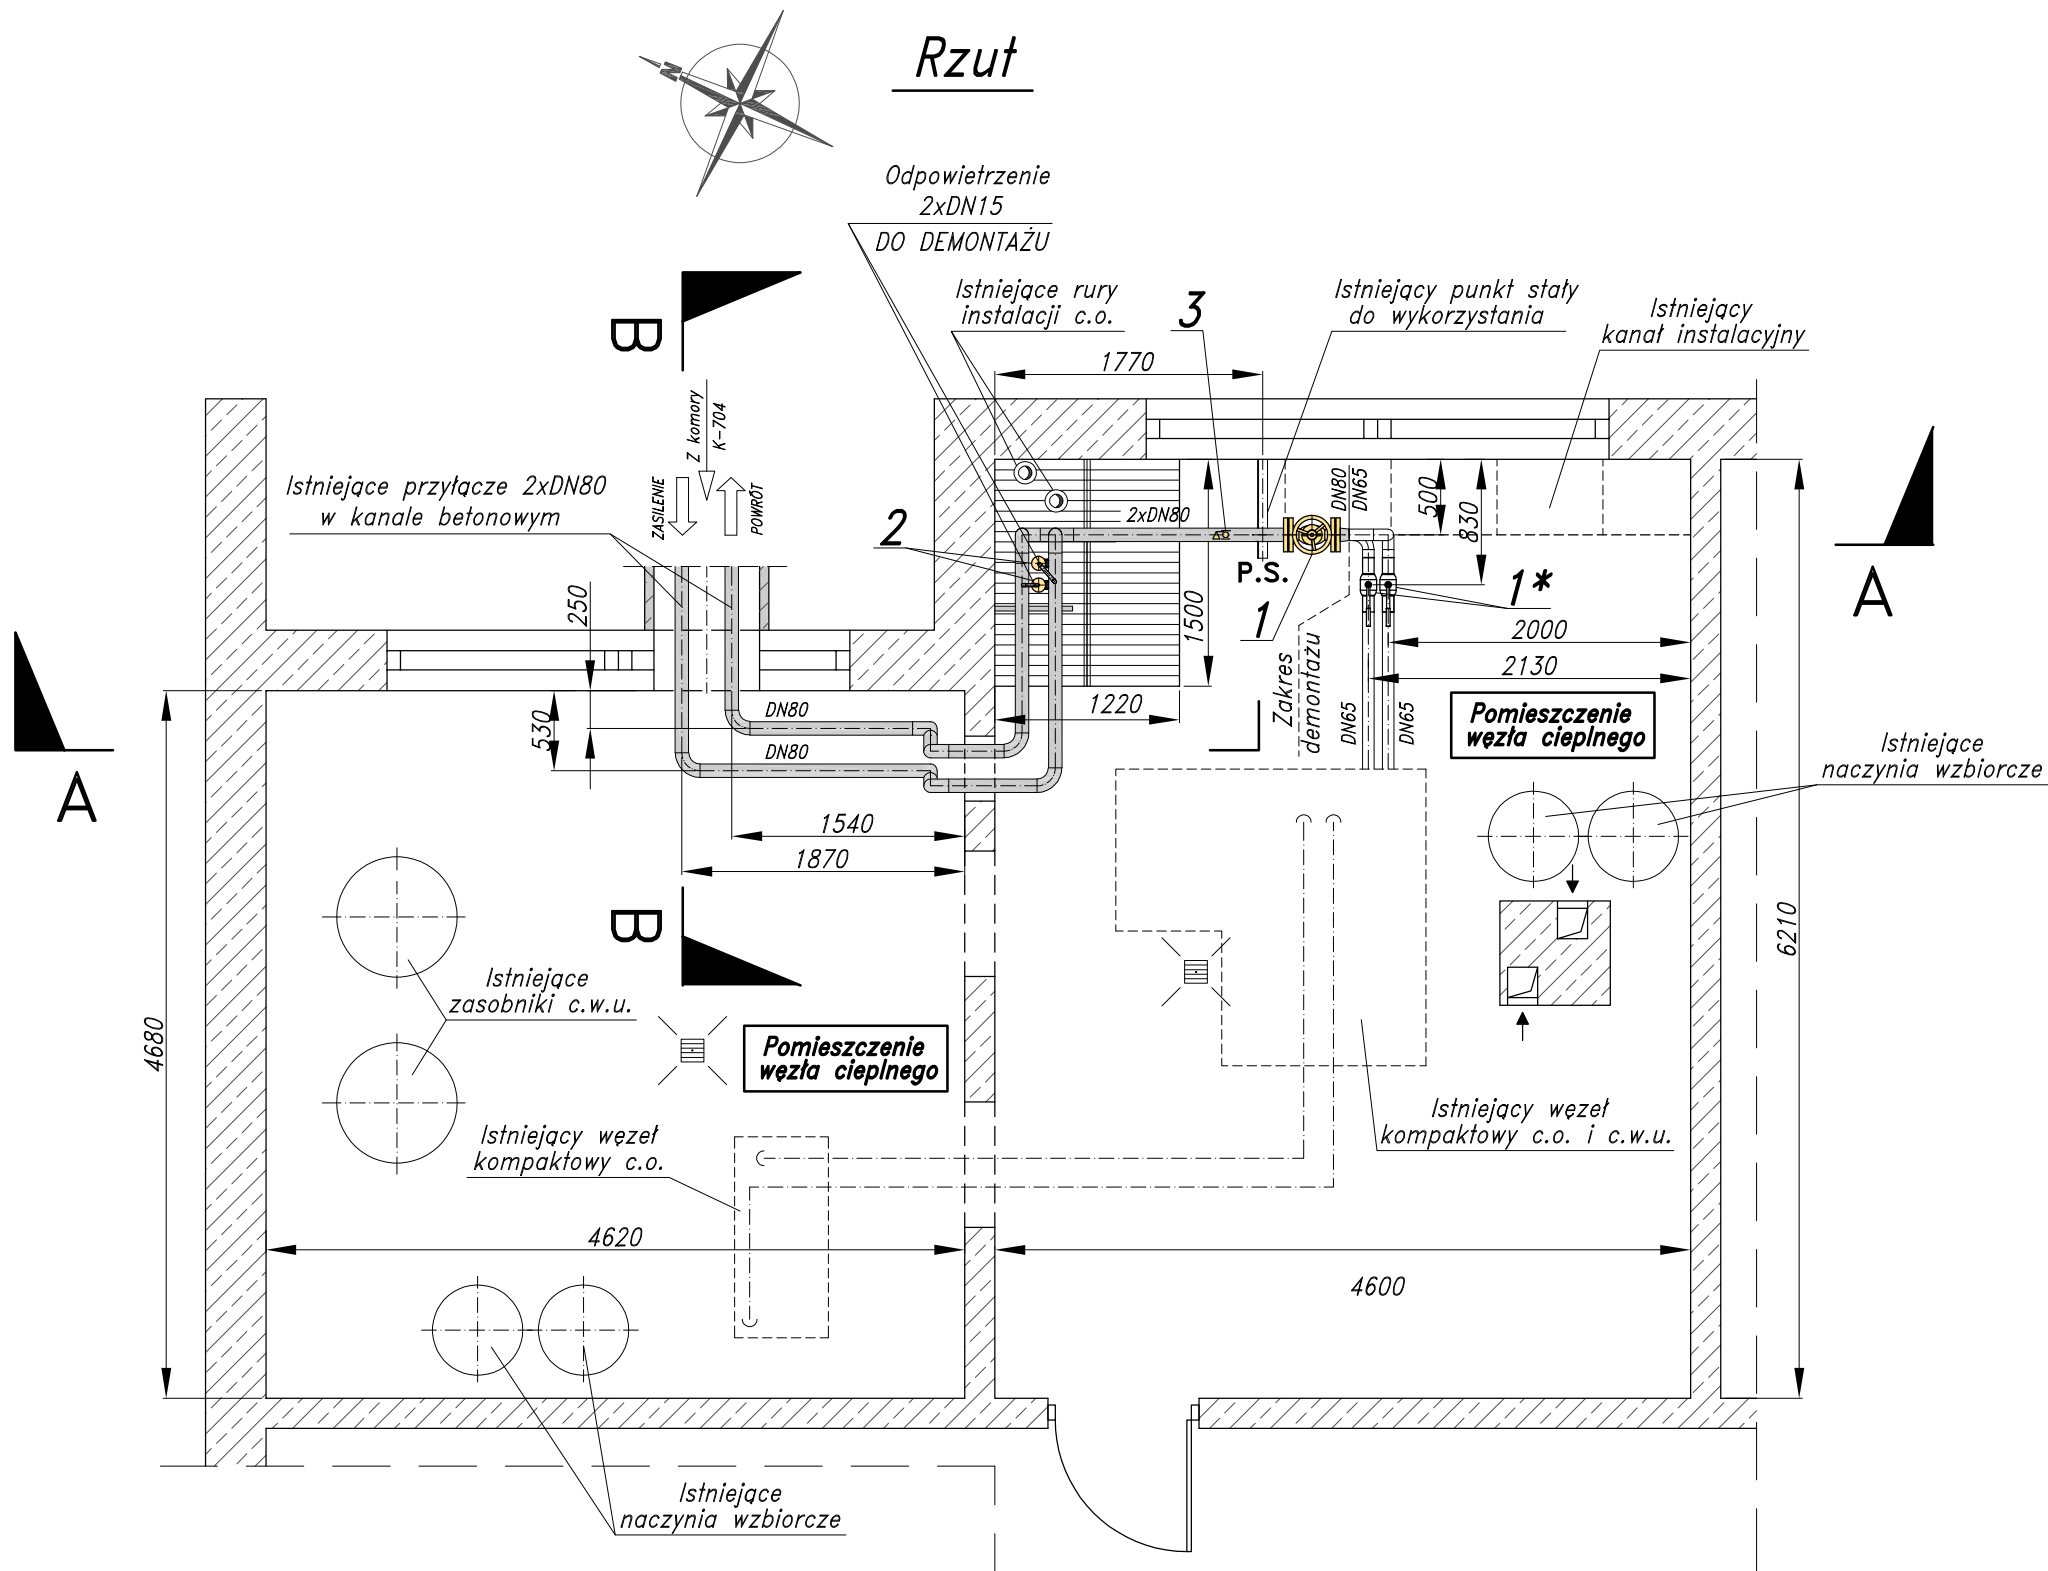 Rzut
N
Odpowietrzenie
2xDN15
DO DEMONTAŻU
Istniejące rury
instalacji c.o.
3
Istniejący punkt stały
do wykorzystania
Istniejący
kanał instalacyjny
B
1770
Z komory
K-704
ZASILENIE
POWRÓT
Istniejące przyłącze 2xDN80
w kanale betonowym
2
2xDN80
DN80
DN65
500
830
P.S.
1
1*
A
250
1500
2000
2130
1220
Zakres
demontażu
DN65
DN65
Pomieszczenie
węzła cieplnego
Istniejące
naczynia wzbiorcze
A
530
DN80
DN80
1540
1870
B
6210
Istniejące
zasobniki c.w.u.
4680
Pomieszczenie
węzła cieplnego
Istniejący węzeł
kompaktowy c.o.
Istniejący węzeł
kompaktowy c.o. i c.w.u.
4620
4600
Istniejące
naczynia wzbiorcze